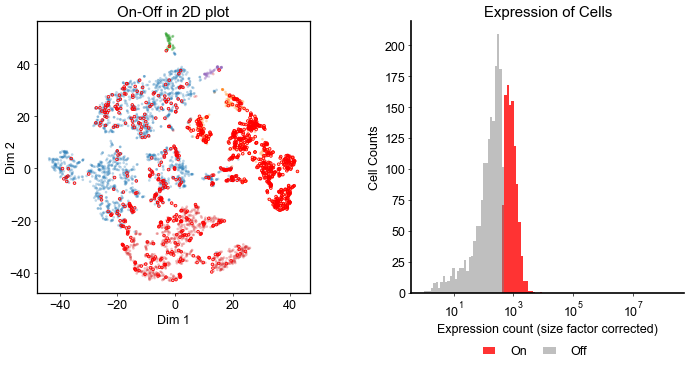 On-Off in 2D plot
Expression of Cells
40
20
0
−20
−40
Dim 2
−40 −20 0 20 40
Dim 1
200
175
150
125
100
75
50
25
0
Cell Counts
10^1 10^3 10^5 10^7
Expression count (size factor corrected)
On Off